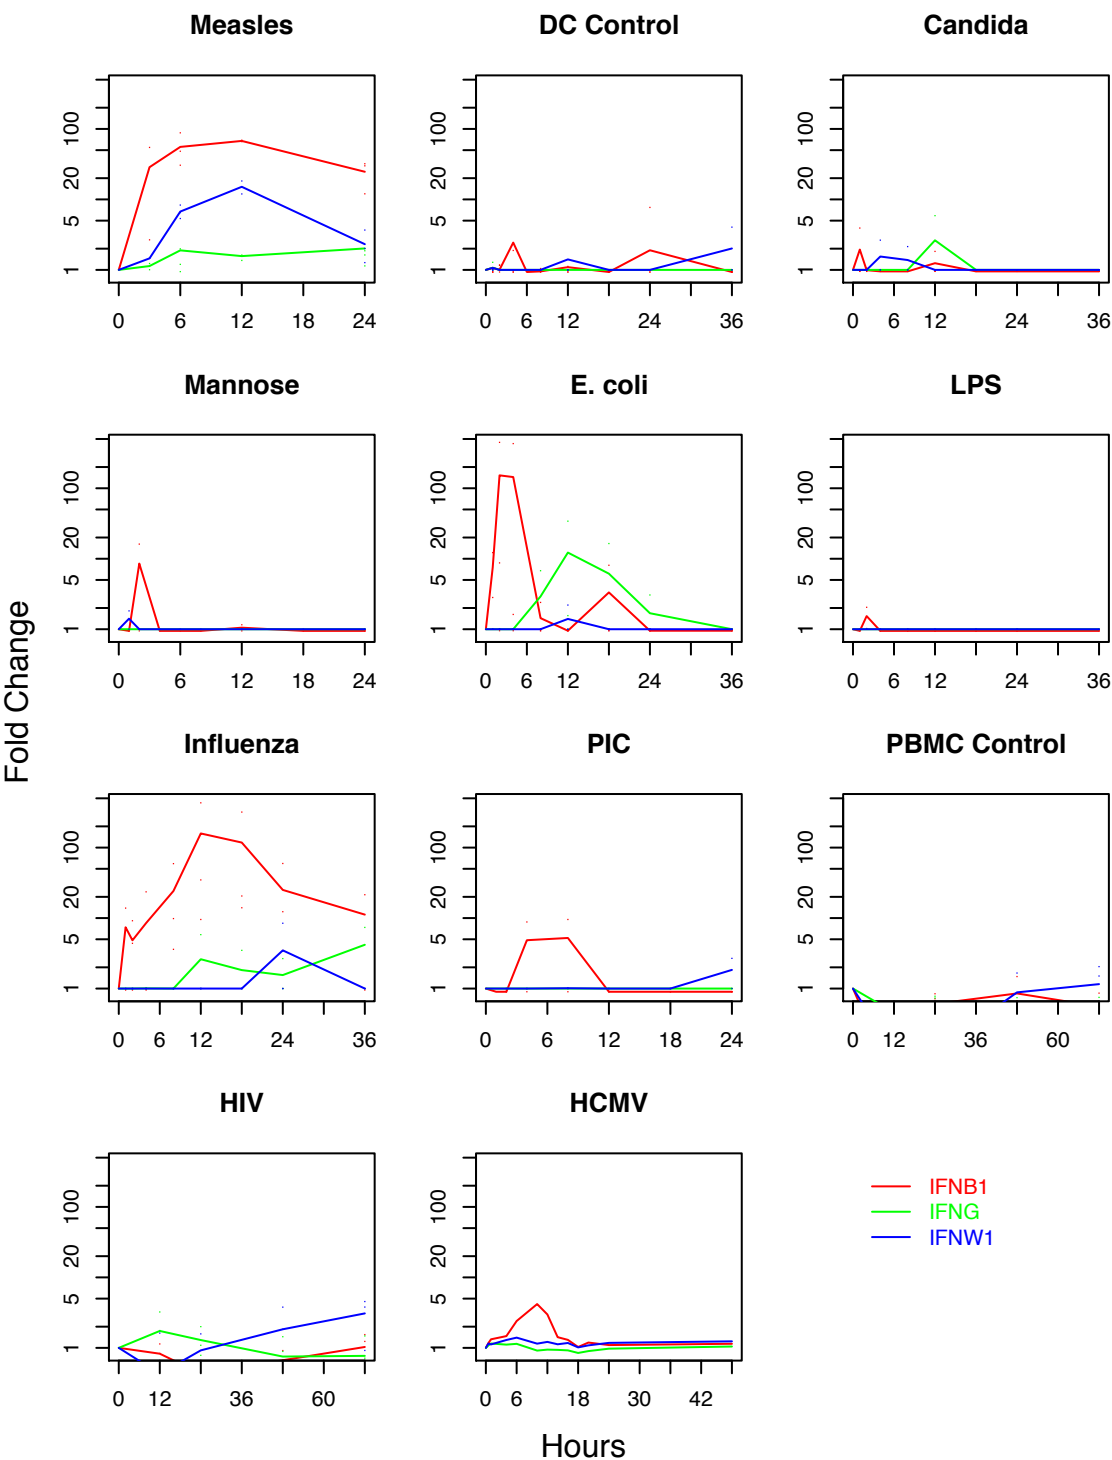 Measles
DC Control
Candida
100
20
5
1
0 6 12 18 24
100
20
5
1
0 6 12 24 36
100
20
5
1
0 6 12 24 36
Mannose
E. coli
LPS
100
20
5
1
0 6 12 18 24
100
20
5
1
0 6 12 24 36
100
20
5
1
0 6 12 24 36
Fold Change
Influenza
PIC
PBMC Control
100
20
5
1
0 6 12 24 36
100
20
5
1
0 6 12 18 24
100
20
5
1
0 12 36 60
HIV
HCMV
100
20
5
1
0 12 36 60
100
20
5
1
0 6 18 30 42
IFNB1
IFNG
IFNW1
Hours